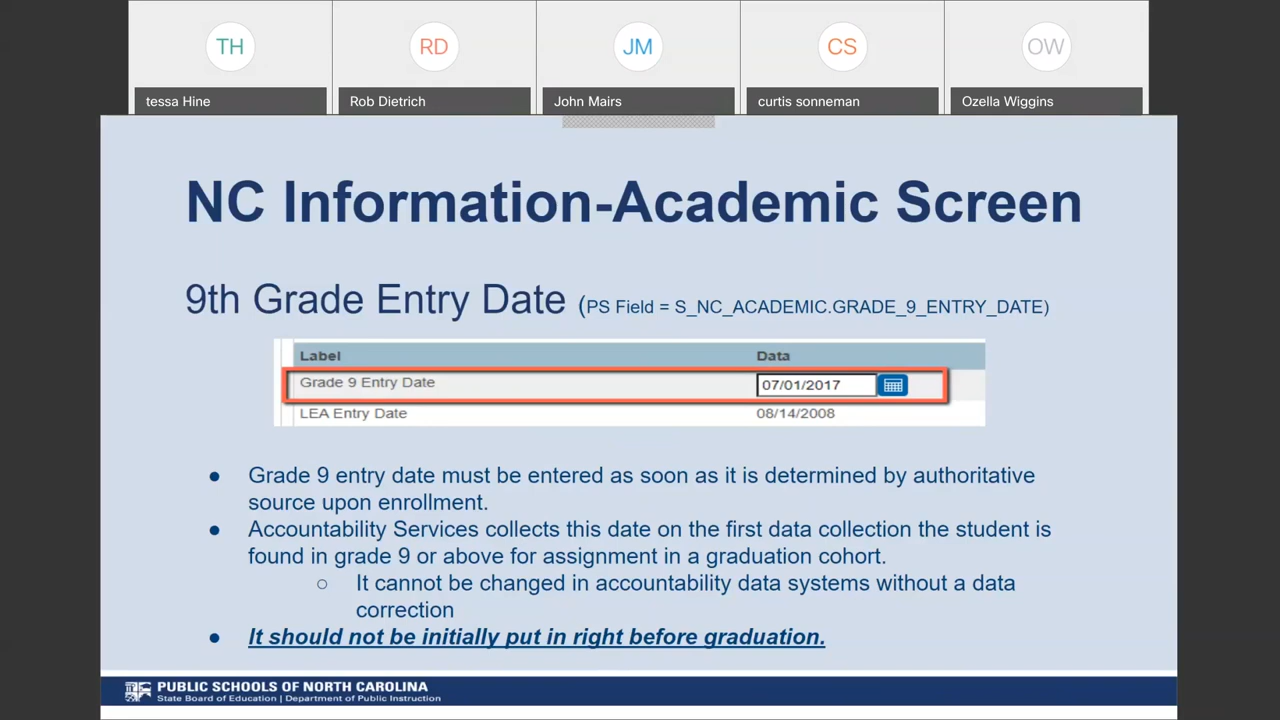 TH
RD
JM
CS
OW
tessa Hine
Rob Dietrich
John Mairs
curtis sonneman
Ozella Wiggins
NC Information-Academic Screen
9th Grade Entry Date (PS Field = S_NC_ACADEMIC.GRADE_9_ENTRY_DATE)
Label Data
Grade 9 Entry Date 07/01/2017
LEA Entry Date 08/14/2008
● Grade 9 entry date must be entered as soon as it is determined by authoritative
source upon enrollment.
● Accountability Services collects this date on the first data collection the student is
found in grade 9 or above for assignment in a graduation cohort.
○ It cannot be changed in accountability data systems without a data
correction
● It should not be initially put in right before graduation.
PUBLIC SCHOOLS OF NORTH CAROLINA
State Board of Education | Department of Public Instruction